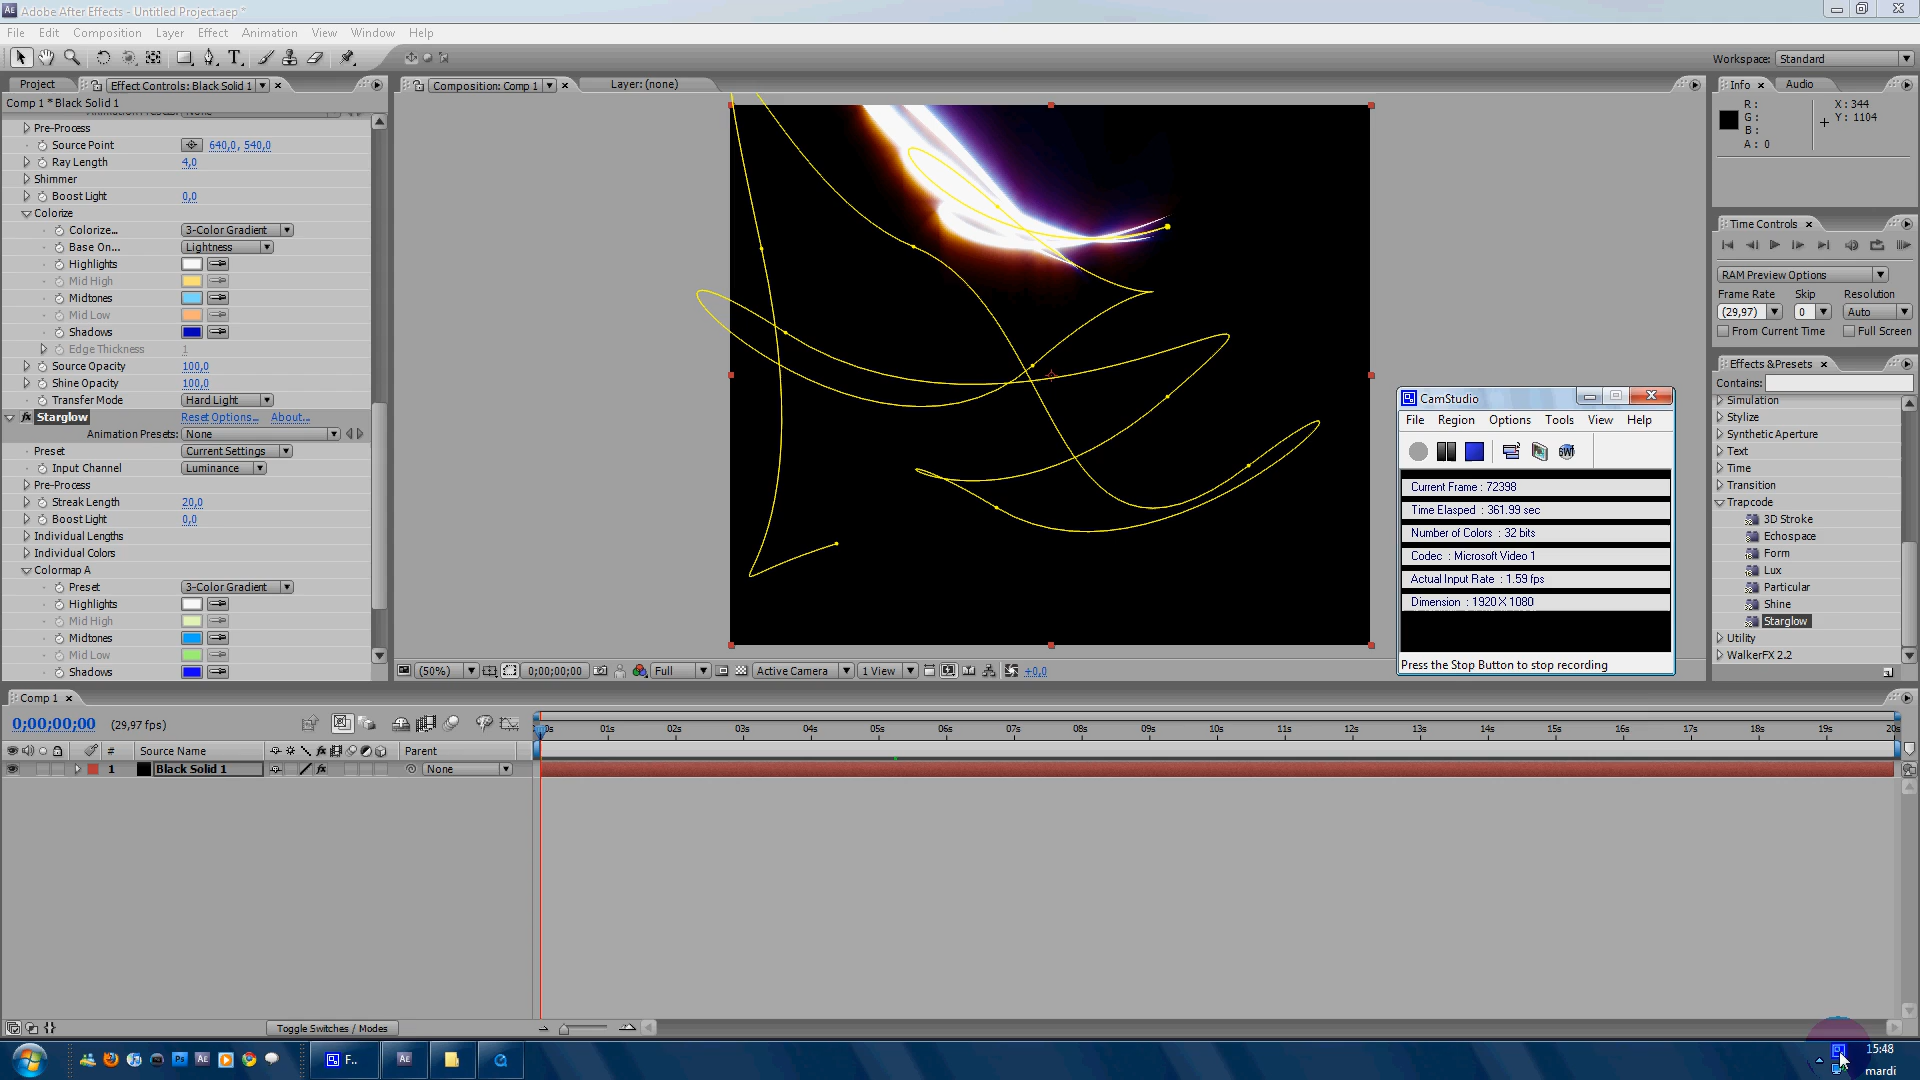 Adobe After Effects - Untitled Project.aep *
File Edit Composition Layer Effect Animation View Window Help
Workspace: Standard
Project Effect Controls: Black Solid 1
Comp 1 * Black Solid 1
Pre-Process
Source Point 640,0, 540,0
Ray Length 4,0
Shimmer
Boost Light 0,0
Colorize
Colorize... 3-Color Gradient
Base On... Lightness
Highlights
Mid High
Midtones
Mid Low
Shadows
Edge Thickness 1
Source Opacity 100,0
Shine Opacity 100,0
Transfer Mode Hard Light
Starglow Reset Options... About...
Animation Presets: None
Preset Current Settings
Input Channel Luminance
Pre-Process
Streak Length 20,0
Boost Light 0,0
Individual Lengths
Individual Colors
Colormap A
Preset 3-Color Gradient
Highlights
Mid High
Midtones
Mid Low
Shadows
Composition: Comp 1 Layer: (none)
(50%) 0;00;00;00 Full Active Camera 1 View +0,0
CamStudio
File Region Options Tools View Help
Current Frame : 72398
Time Elasped : 361.99 sec
Number of Colors : 32 bits
Codec : Microsoft Video 1
Actual Input Rate : 1.59 fps
Dimension : 1920 X 1080
Press the Stop Button to stop recording
Info Audio
R : X : 344
G : Y : 1104
B :
A : 0
Time Controls
RAM Preview Options
Frame Rate Skip Resolution
(29,97) 0 Auto
From Current Time Full Screen
Effects & Presets
Contains:
Simulation
Stylize
Synthetic Aperture
Text
Time
Transition
Trapcode
3D Stroke
Echospace
Form
Lux
Particular
Shine
Starglow
Utility
WalkerFX 2.2
Comp 1
0;00;00;00 (29,97 fps)
01s 02s 03s 04s 05s 06s 07s 08s 09s 10s 11s 12s 13s 14s 15s 16s 17s 18s 19s 20s
# Source Name Parent
1 Black Solid 1 None
Toggle Switches / Modes
F..
15:48
mardi